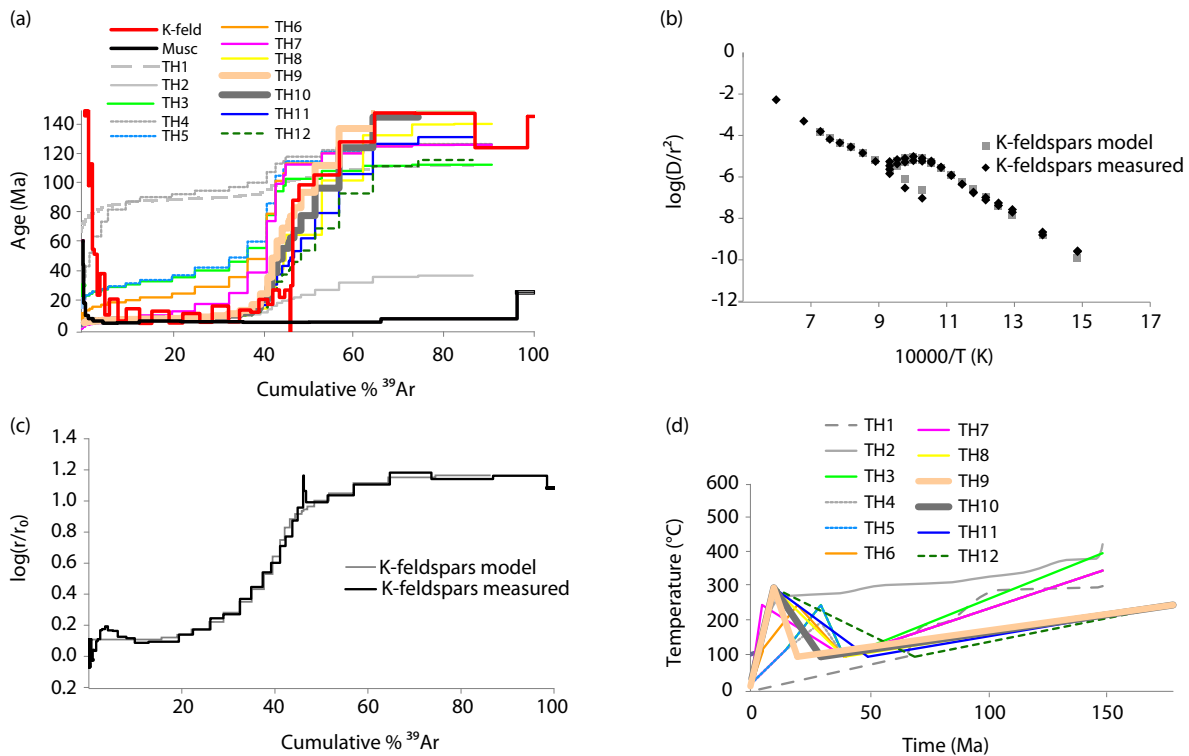 (a)
K-feld
Musc
TH1
TH2
TH3
TH4
TH5
TH6
TH7
TH8
TH9
TH10
TH11
TH12
140
120
100
80
60
40
20
0
Age (Ma)
20
40
60
80
100
Cumulative % ³⁹Ar
(b)
0
-2
-4
-6
-8
-10
-12
log(D/r²)
K-feldspars model
K-feldspars measured
7
9
11
13
15
17
10000/T (K)
(c)
1.4
1.2
1.0
0.8
0.6
0.4
0.2
0.0
0.2
log(r/r₀)
K-feldspars model
K-feldspars measured
20
40
60
80
100
Cumulative % ³⁹Ar
(d)
TH1
TH2
TH3
TH4
TH5
TH6
TH7
TH8
TH9
TH10
TH11
TH12
600
500
400
300
200
100
0
Temperature (°C)
0
50
100
150
Time (Ma)